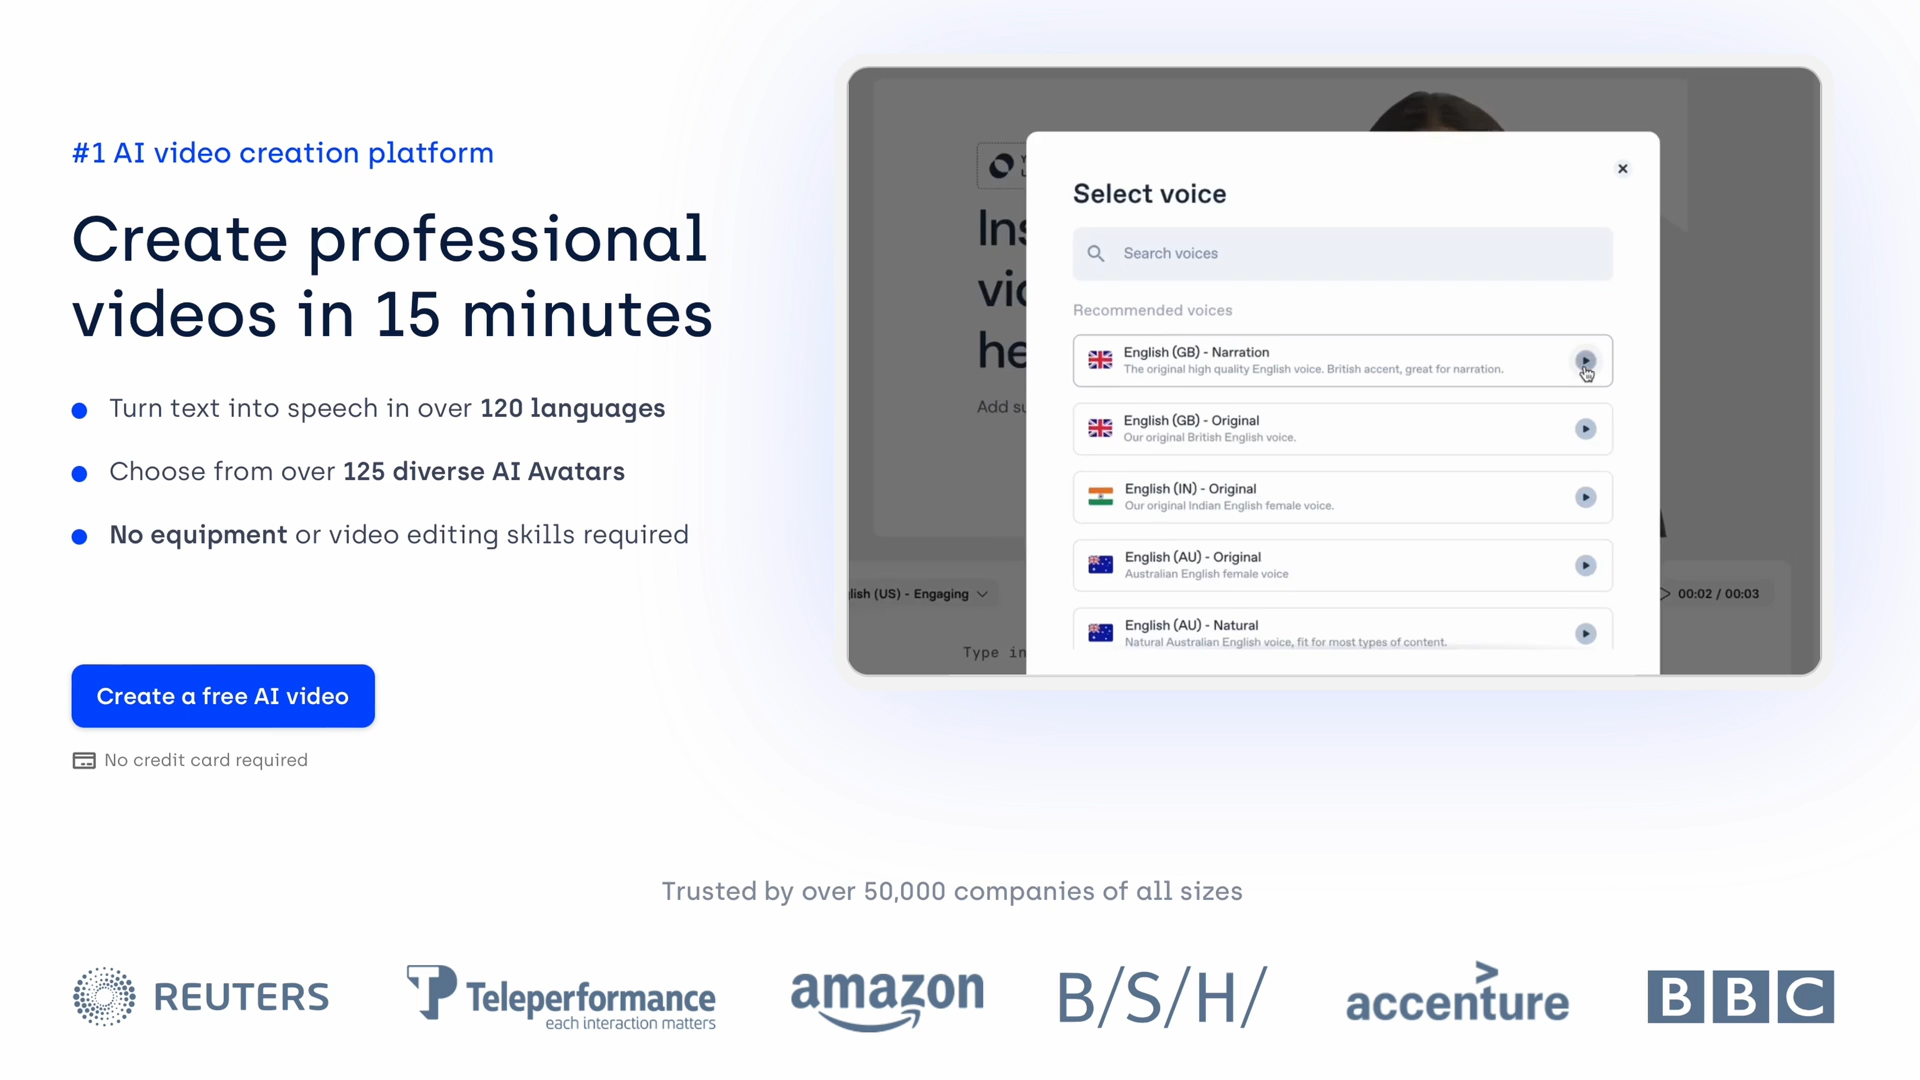 #1 AI video creation platform
Create professional
videos in 15 minutes
Turn text into speech in over 120 languages
Choose from over 125 diverse AI Avatars
No equipment or video editing skills required
Create a free AI video
No credit card required
Select voice
Search voices
Recommended voices
English (GB) - Narration
The original high quality English voice. British accent, great for narration.
English (GB) - Original
Our original British English voice.
English (IN) - Original
Our original Indian English female voice.
English (AU) - Original
Australian English female voice
English (AU) - Natural
Natural Australian English voice, fit for most types of content.
lish (US) - Engaging
00:02 / 00:03
Type in
Add su
Ins
vid
he
Trusted by over 50,000 companies of all sizes
REUTERS
Teleperformance
each interaction matters
amazon
B/S/H/
accenture
BBC